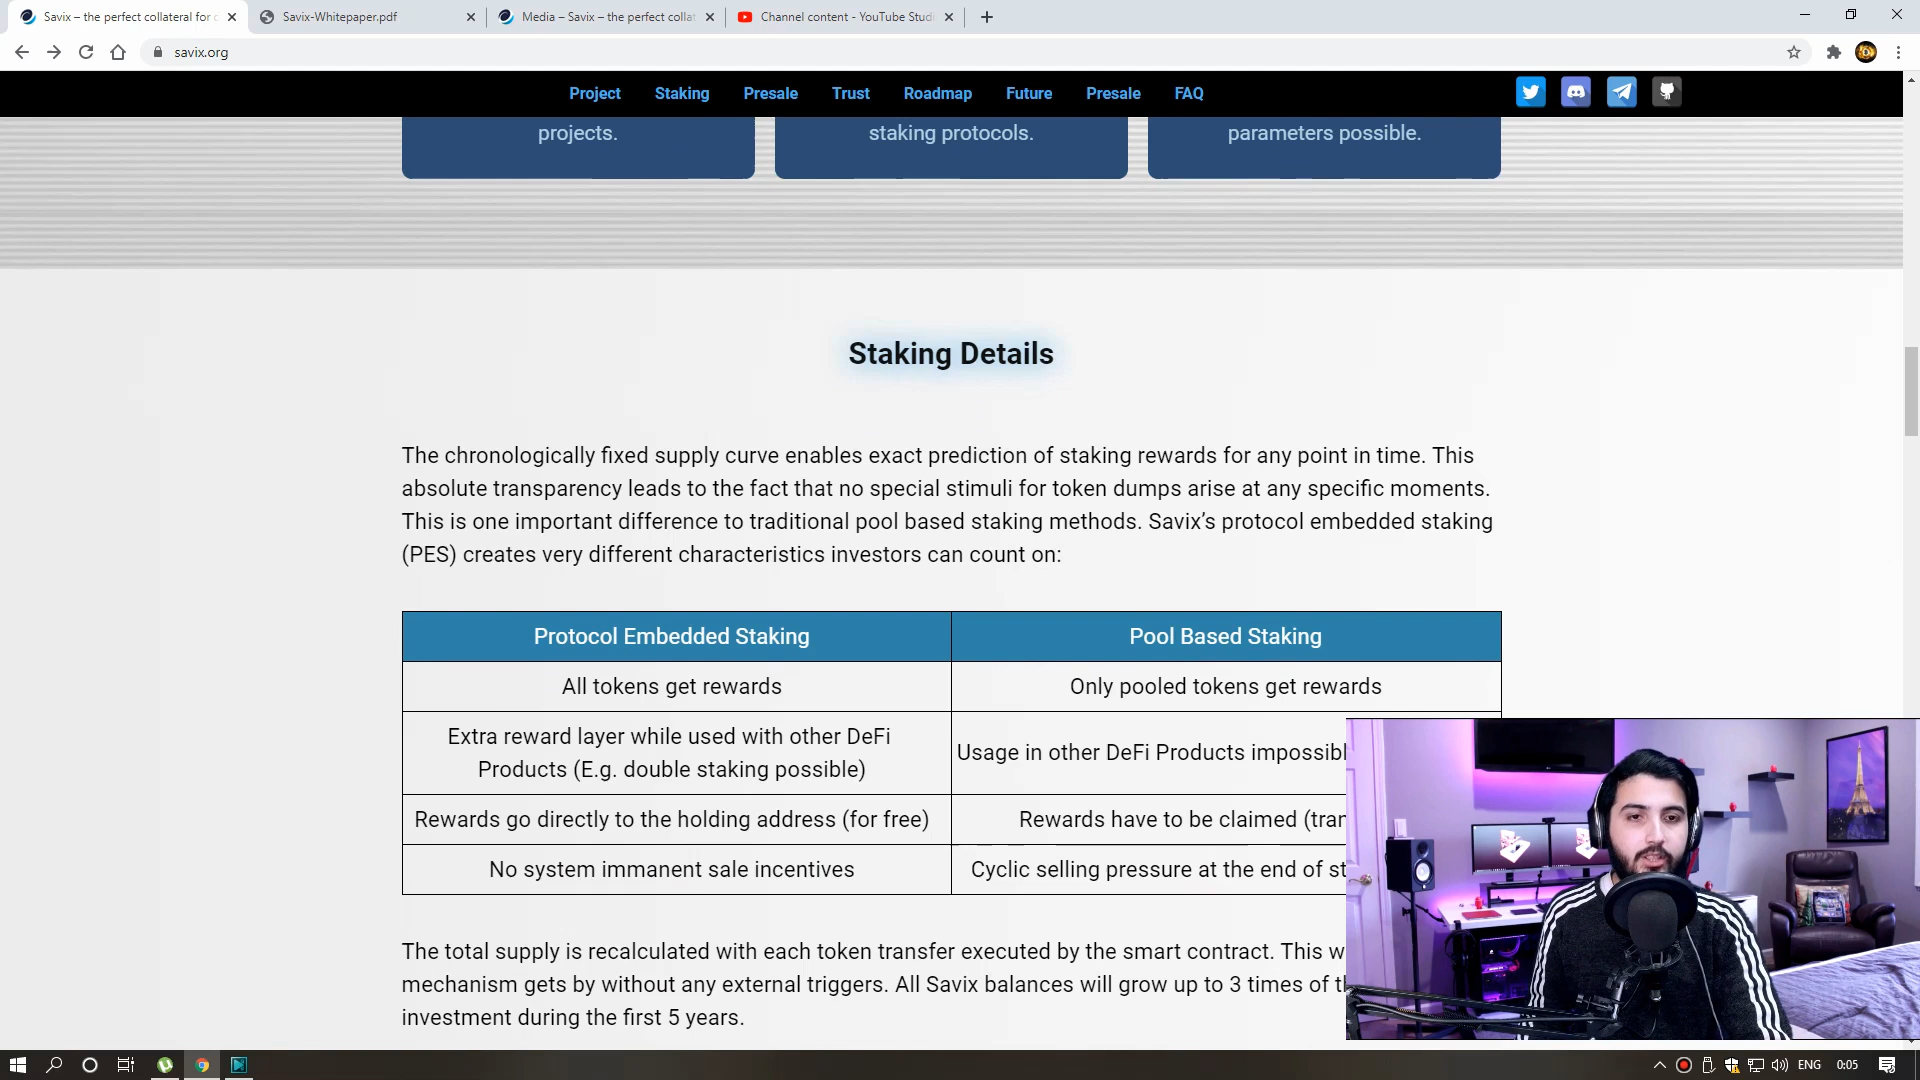 Savix – the perfect collateral for c
Savix-Whitepaper.pdf
Media – Savix – the perfect collat
Channel content - YouTube Studi
savix.org
Project
Staking
Presale
Trust
Roadmap
Future
Presale
FAQ
projects.
staking protocols.
parameters possible.
Staking Details
The chronologically fixed supply curve enables exact prediction of staking rewards for any point in time. This
absolute transparency leads to the fact that no special stimuli for token dumps arise at any specific moments.
This is one important difference to traditional pool based staking methods. Savix’s protocol embedded staking
(PES) creates very different characteristics investors can count on:
Protocol Embedded Staking
Pool Based Staking
All tokens get rewards
Only pooled tokens get rewards
Extra reward layer while used with other DeFi
Products (E.g. double staking possible)
Usage in other DeFi Products impossibl
Rewards go directly to the holding address (for free)
Rewards have to be claimed (tran
No system immanent sale incentives
Cyclic selling pressure at the end of st
The total supply is recalculated with each token transfer executed by the smart contract. This w
mechanism gets by without any external triggers. All Savix balances will grow up to 3 times of th
investment during the first 5 years.
ENG
0:05